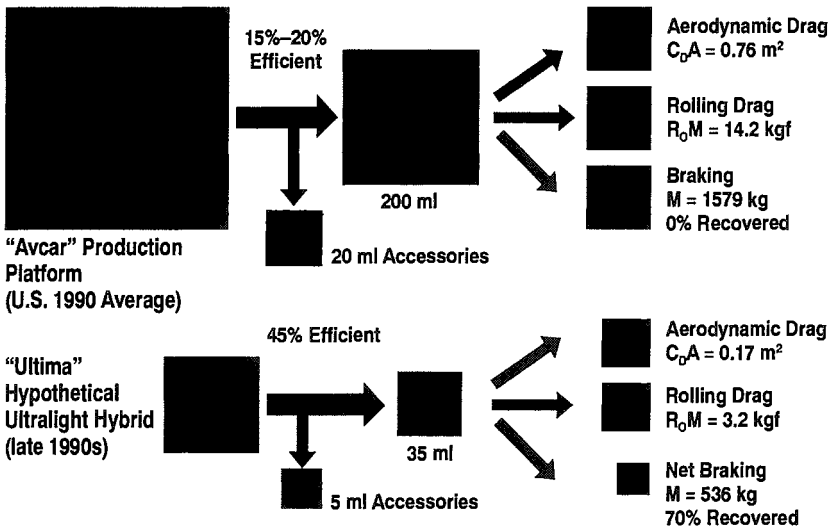 15%–20%
Efficient
Aerodynamic Drag
C_DA = 0.76 m²
Rolling Drag
R_OM = 14.2 kgf
Braking
M = 1579 kg
0% Recovered
200 ml
20 ml Accessories
"Avcar" Production
Platform
(U.S. 1990 Average)
45% Efficient
"Ultima"
Hypothetical
Ultralight Hybrid
(late 1990s)
35 ml
5 ml Accessories
Aerodynamic Drag
C_DA = 0.17 m²
Rolling Drag
R_OM = 3.2 kgf
Net Braking
M = 536 kg
70% Recovered